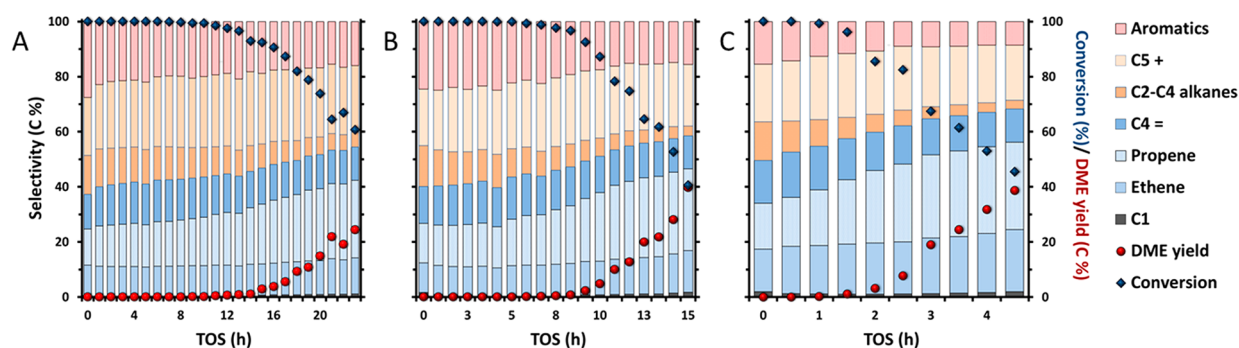 A
B
C
Selectivity (C %)
100
80
60
40
20
0
0 4 8 12 16 20
TOS (h)
0 3 5 8 10 13 15
TOS (h)
0 1 2 3 4
TOS (h)
100
80
60
40
20
0
Conversion (%)/ DME yield (C %)
Aromatics
C5 +
C2-C4 alkanes
C4 =
Propene
Ethene
C1
DME yield
Conversion